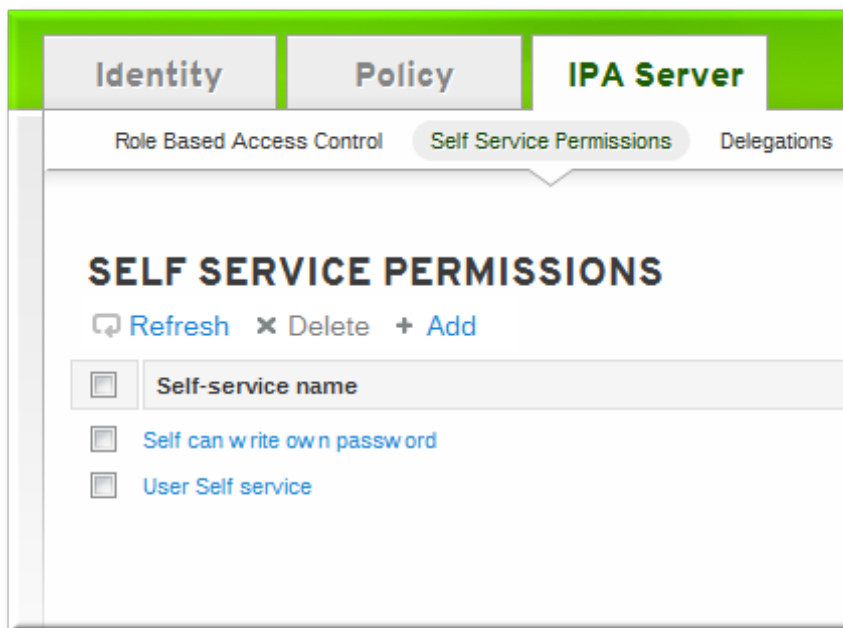 Identity Policy IPA Server
Role Based Access Control Self Service Permissions Delegations
SELF SERVICE PERMISSIONS
Refresh Delete Add
Self-service name
Self can write own password
User Self service